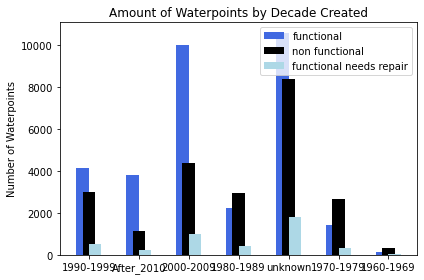 Amount of Waterpoints by Decade Created
functional
non functional
functional needs repair
Number of Waterpoints
10000
8000
6000
4000
2000
0
1990-1999 After_2010 2000-2009 1980-1989 unknown 1970-1979 1960-1969